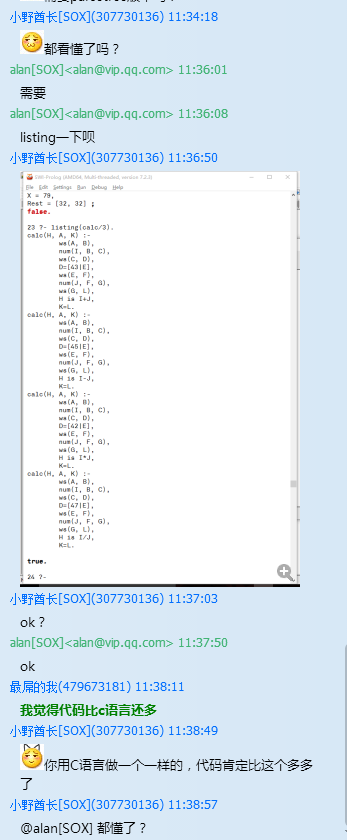 小野酋长[SOX](307730136) 11:34:18
都看懂了吗？
alan[SOX]<alan@vip.qq.com> 11:36:01
需要
alan[SOX]<alan@vip.qq.com> 11:36:08
listing一下呗
小野酋长[SOX](307730136) 11:36:50
SWI-Prolog (AMD64, Multi-threaded, version 7.2.3)
File Edit Settings Run Debug Help
X = 79,
Rest = [32, 32] ;
false.
23 ?- listing(calc/3).
calc(H, A, K) :-
ws(A, B),
num(I, B, C),
ws(C, D),
D=[43|E],
ws(E, F),
num(J, F, G),
ws(G, L),
H is I+J,
K=L.
calc(H, A, K) :-
ws(A, B),
num(I, B, C),
ws(C, D),
D=[45|E],
ws(E, F),
num(J, F, G),
ws(G, L),
H is I-J,
K=L.
calc(H, A, K) :-
ws(A, B),
num(I, B, C),
ws(C, D),
D=[42|E],
ws(E, F),
num(J, F, G),
ws(G, L),
H is I*J,
K=L.
calc(H, A, K) :-
ws(A, B),
num(I, B, C),
ws(C, D),
D=[47|E],
ws(E, F),
num(J, F, G),
ws(G, L),
H is I/J,
K=L.
true.
24 ?-
小野酋长[SOX](307730136) 11:37:03
ok？
alan[SOX]<alan@vip.qq.com> 11:37:50
ok
最屌的我(479673181) 11:38:11
我觉得代码比c语言还多
小野酋长[SOX](307730136) 11:38:49
你用C语言做一个一样的，代码肯定比这个多多
了
小野酋长[SOX](307730136) 11:38:57
@alan[SOX] 都懂了？